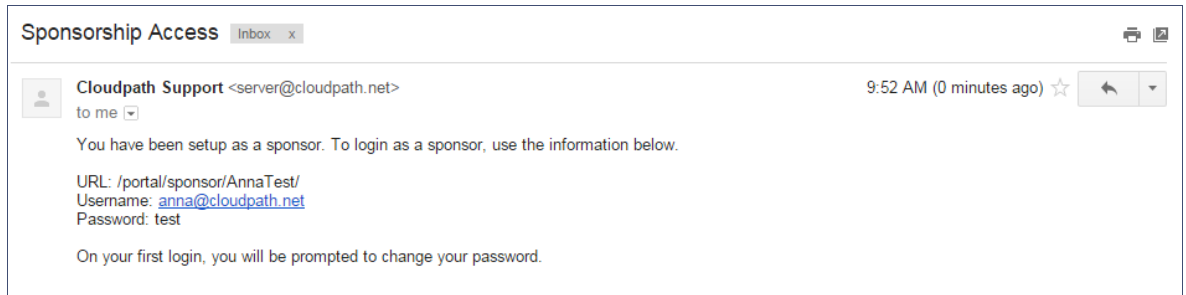 Sponsorship Access Inbox x
Cloudpath Support <server@cloudpath.net> 9:52 AM (0 minutes ago)
to me
You have been setup as a sponsor. To login as a sponsor, use the information below.
URL: /portal/sponsor/AnnaTest/
Username: anna@cloudpath.net
Password: test
On your first login, you will be prompted to change your password.